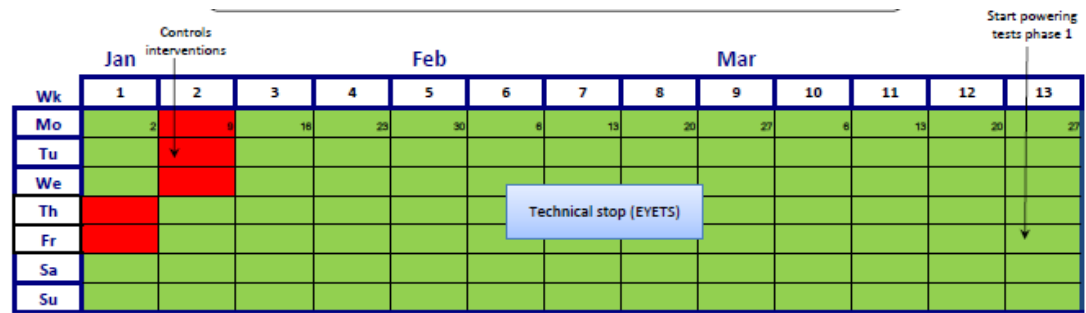 Start powering
tests phase 1
Controls
interventions
Jan Feb Mar
Wk 1 2 3 4 5 6 7 8 9 10 11 12 13
Mo 2 9 16 23 30 6 13 20 27 6 13 20 27
Tu
We
Th
Technical stop (EYETS)
Fr
Sa
Su